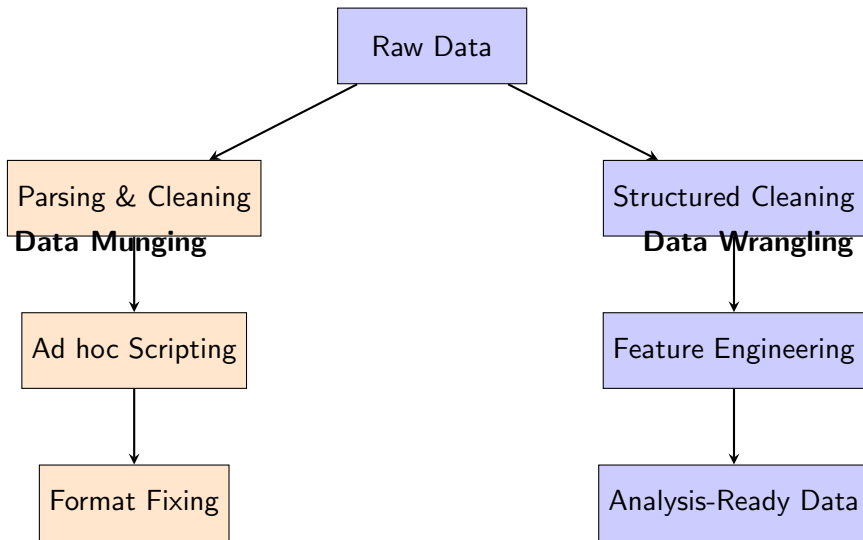 Raw Data
Parsing & Cleaning
Structured Cleaning
Data Munging
Data Wrangling
Ad hoc Scripting
Feature Engineering
Format Fixing
Analysis-Ready Data